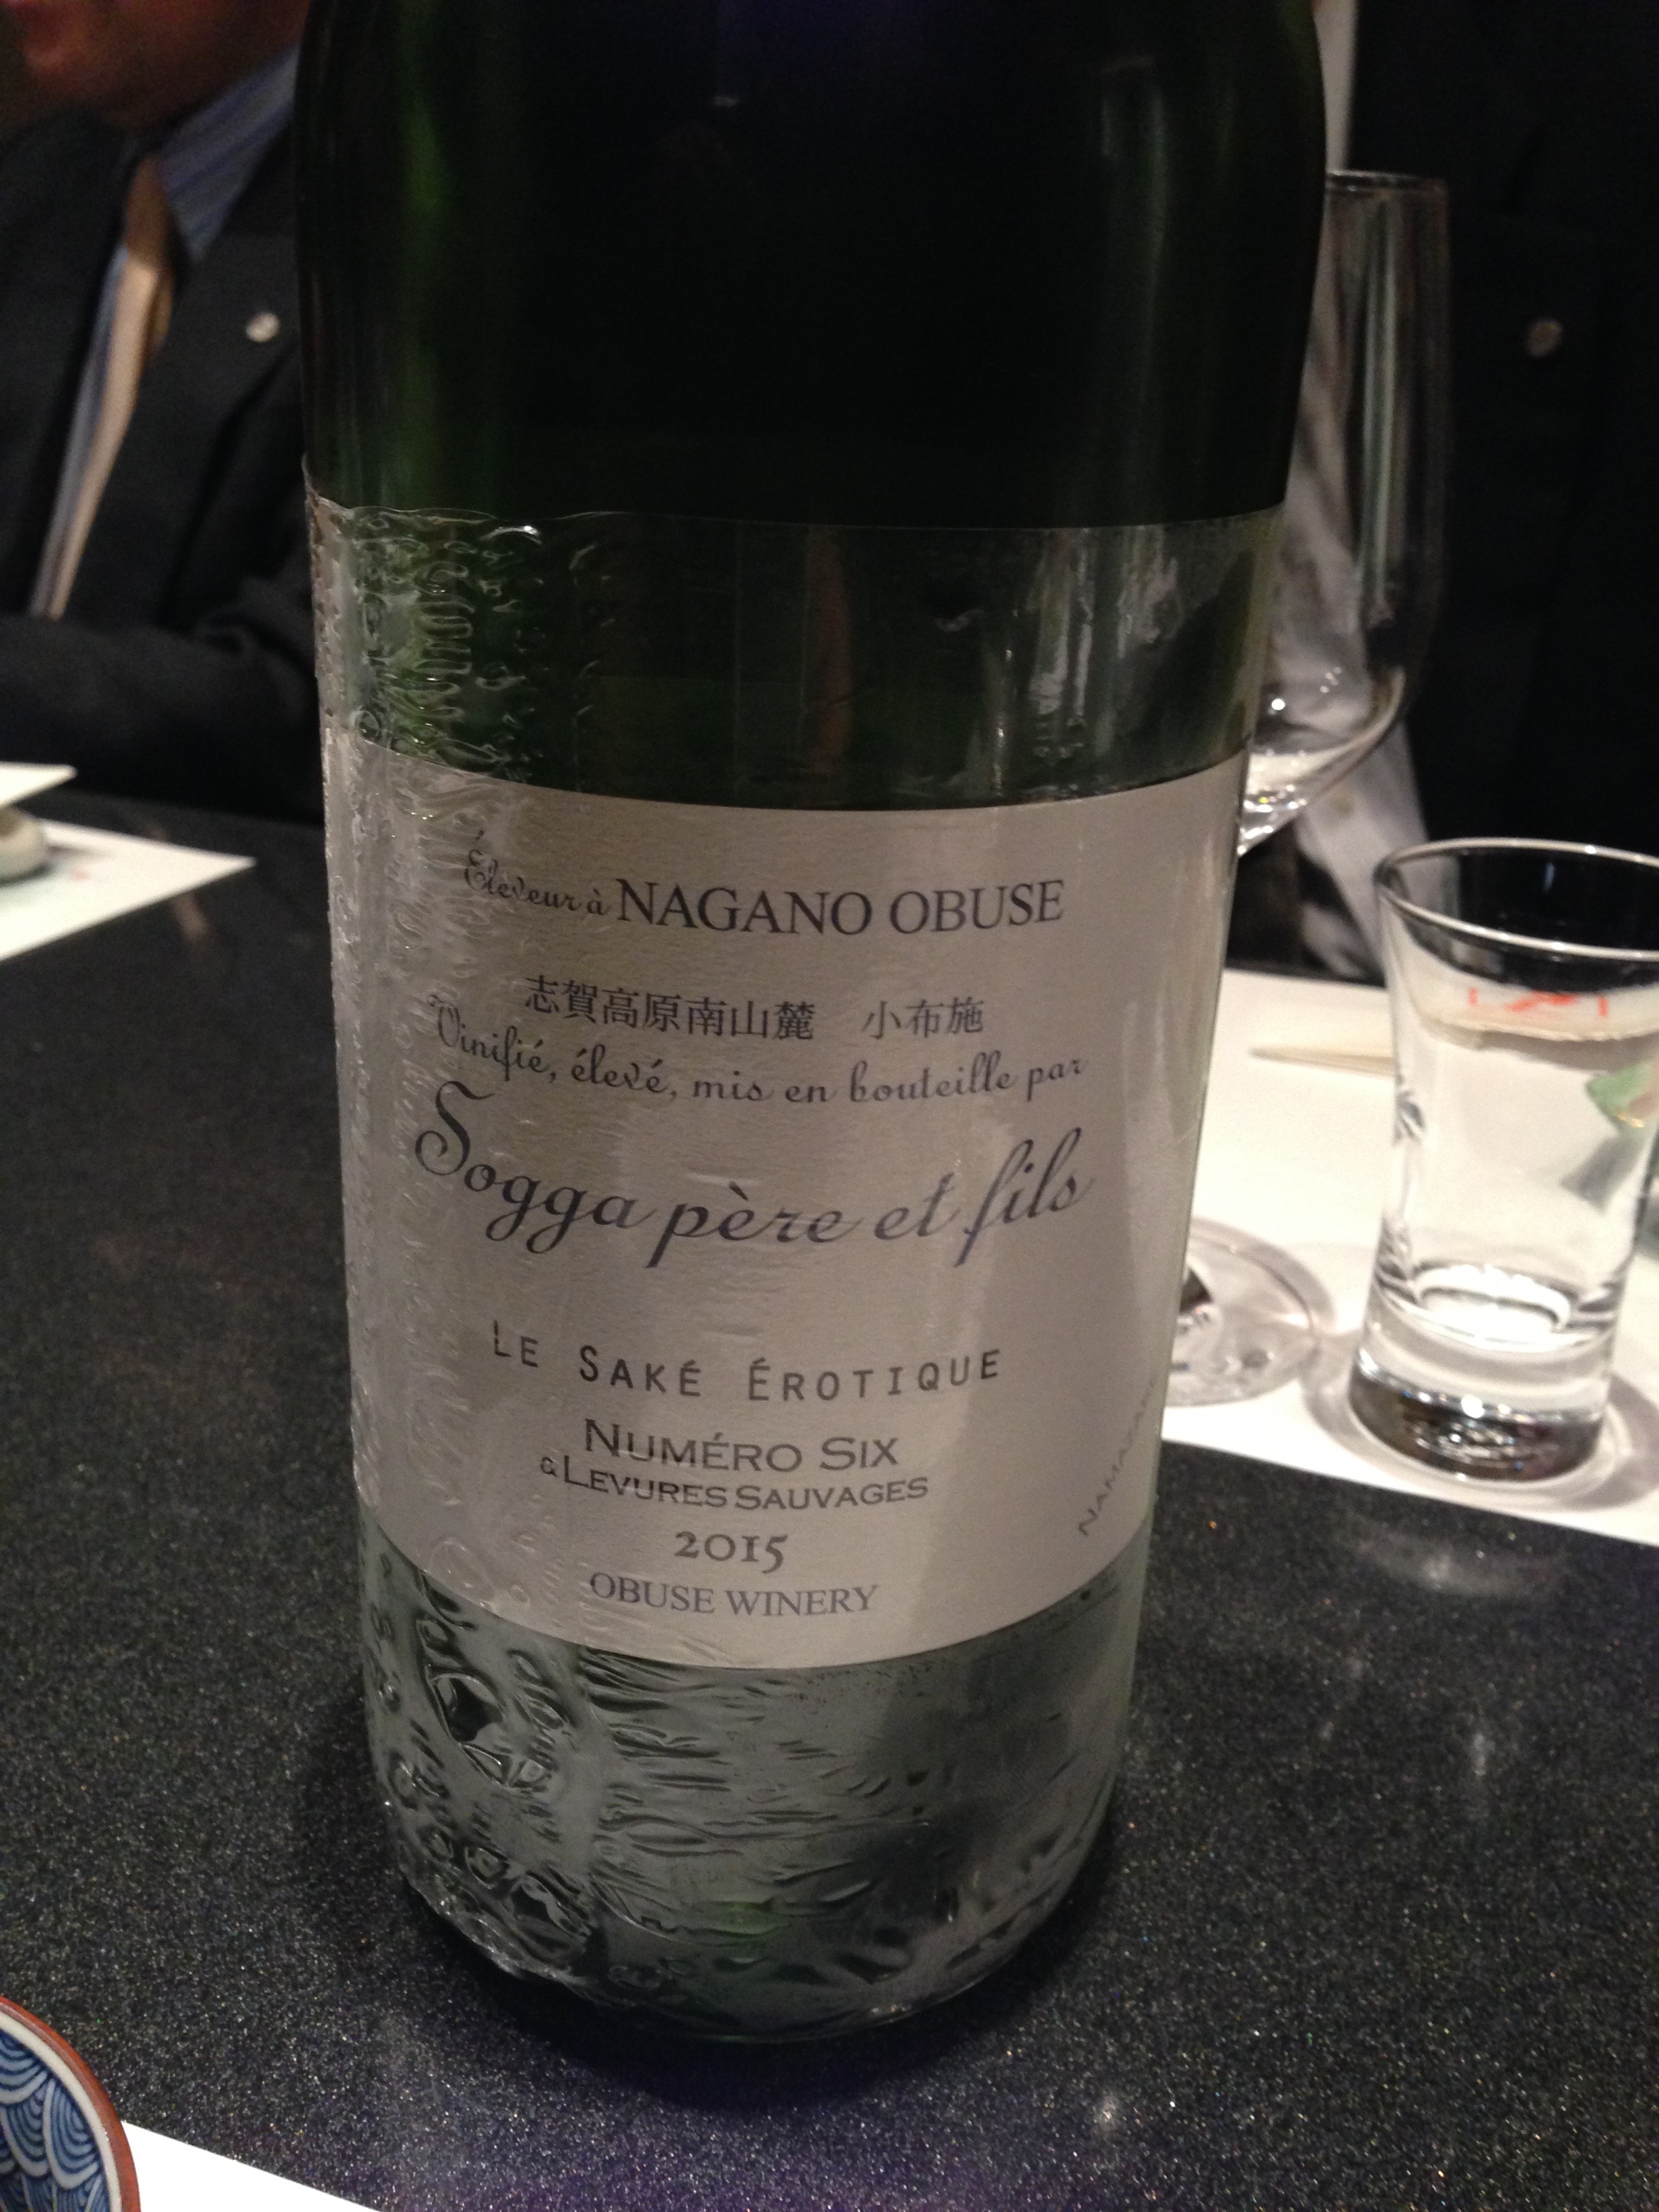 Éleveur à NAGANO OBUSE
志賀高原南山麓　小布施
Vinifié, élevé, mis en bouteille par
Sogga père et fils
LE SAKÉ ÉROTIQUE
NUMÉRO SIX
& LEVURES SAUVAGES
2015
OBUSE WINERY